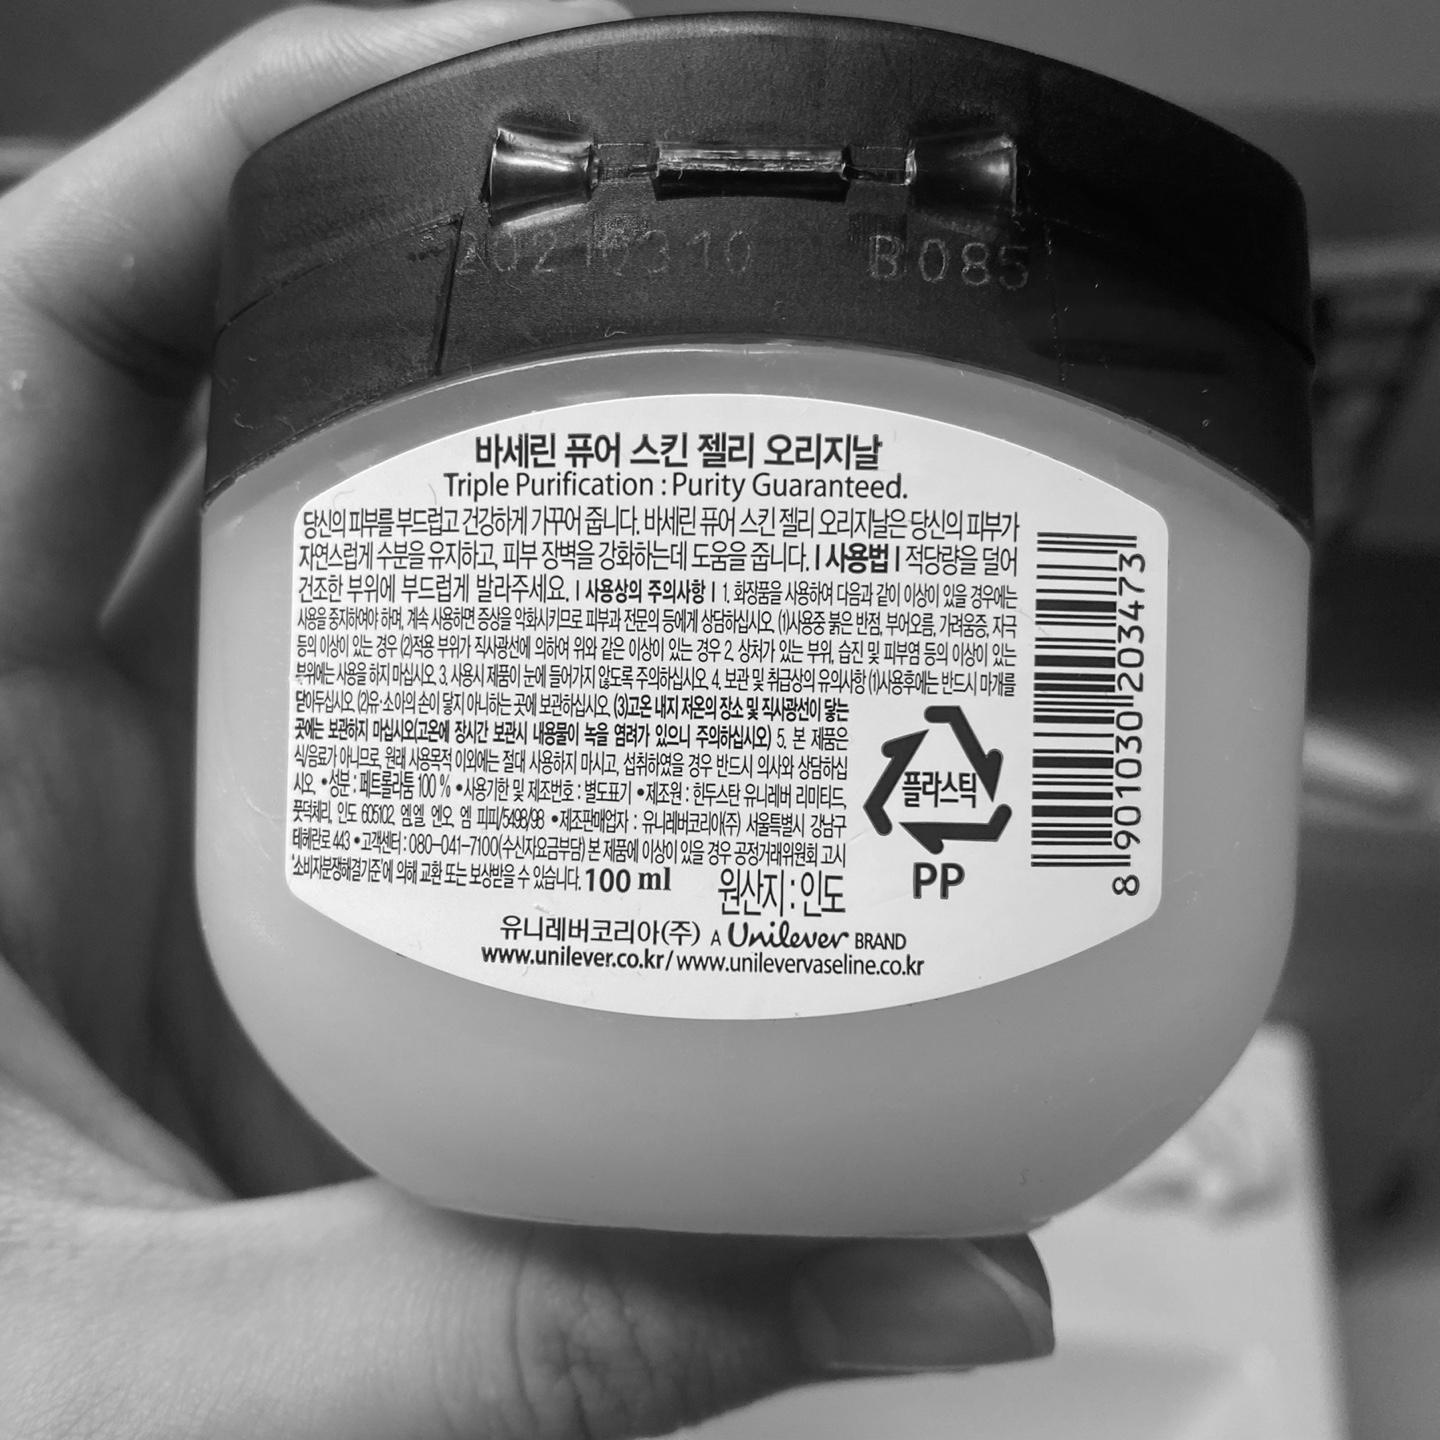 20210310 B085
바세린 퓨어 스킨 젤리 오리지날
Triple Purification : Purity Guaranteed.
당신의 피부를 부드럽고 건강하게 가꾸어 줍니다. 바세린 퓨어 스킨 젤리 오리지날은 당신의 피부가
자연스럽게 수분을 유지하고, 피부 장벽을 강화하는데 도움을 줍니다. | 사용법 | 적당량을 덜어
건조한 부위에 부드럽게 발라주세요. | 사용상의 주의사항 | 1. 화장품을 사용하여 다음과 같이 이상이 있을 경우에는
사용을 중지하여야 하며, 계속 사용하면 증상을 악화시키므로 피부과 전문의 등에게 상담하십시오. (1)사용중 붉은 반점, 부어오름, 가려움증, 자극
등의 이상이 있는 경우 (2)적용 부위가 직사광선에 의하여 위와 같은 이상이 있는 경우 2. 상처가 있는 부위, 습진 및 피부염 등의 이상이 있는
부위에는 사용을 하지 마십시오. 3. 사용시 제품이 눈에 들어가지 않도록 주의하십시오. 4. 보관 및 취급상의 유의사항 (1)사용후에는 반드시 마개를
닫아두십시오. (2)유·소아의 손이 닿지 아니하는 곳에 보관하십시오. (3)고온 내지 저온의 장소 및 직사광선이 닿는
곳에는 보관하지 마십시오(고온에 장시간 보관시 내용물이 녹을 염려가 있으니 주의하십시오) 5. 본 제품은
식/음료가 아니므로, 원래 사용목적 이외에는 절대 사용하지 마시고, 섭취하였을 경우 반드시 의사와 상담하십
시오. •성분 : 페트롤라툼 100 % •사용기한 및 제조번호 : 별도표기 •제조원 : 힌두스탄 유니레버 리미티드,
풋더체리, 인도 605102, 엠.엘. 엔오. 엠 피피/5498/98 •제조판매업자 : 유니레버코리아(주) 서울특별시 강남구
테헤란로 443 •고객센터 : 080-041-7100(수신자요금부담) 본 제품에 이상이 있을 경우 공정거래위원회 고시
'소비자분쟁해결기준'에 의해 교환 또는 보상받을 수 있습니다. 100 ml
원산지 : 인도
플라스틱
PP
8 901030 203473
유니레버코리아(주) A Unilever BRAND
www.unilever.co.kr/www.unilevervaseline.co.kr